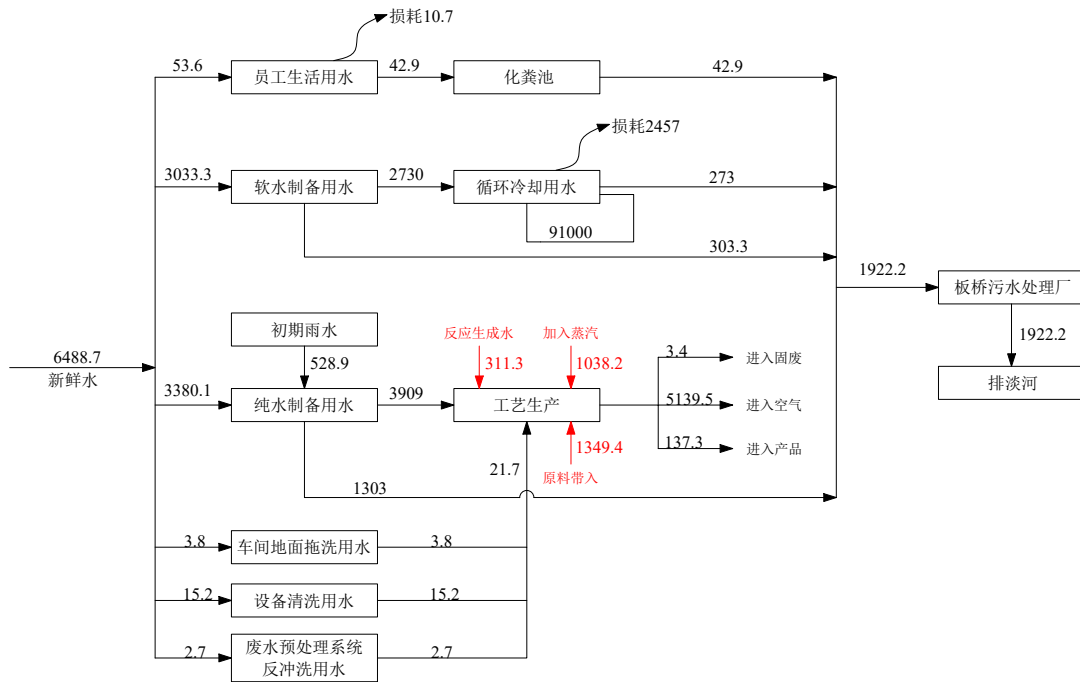 损耗10.7
53.6
员工生活用水
42.9
化粪池
42.9
损耗2457
3033.3
软水制备用水
2730
循环冷却用水
273
91000
303.3
1922.2
板桥污水处理厂
1922.2
排淡河
初期雨水
528.9
反应生成水
311.3
加入蒸汽
1038.2
6488.7
新鲜水
3380.1
纯水制备用水
3909
工艺生产
3.4
进入固废
5139.5
进入空气
137.3
进入产品
1349.4
原料带入
21.7
1303
3.8
车间地面拖洗用水
3.8
15.2
设备清洗用水
15.2
2.7
废水预处理系统
反冲洗用水
2.7